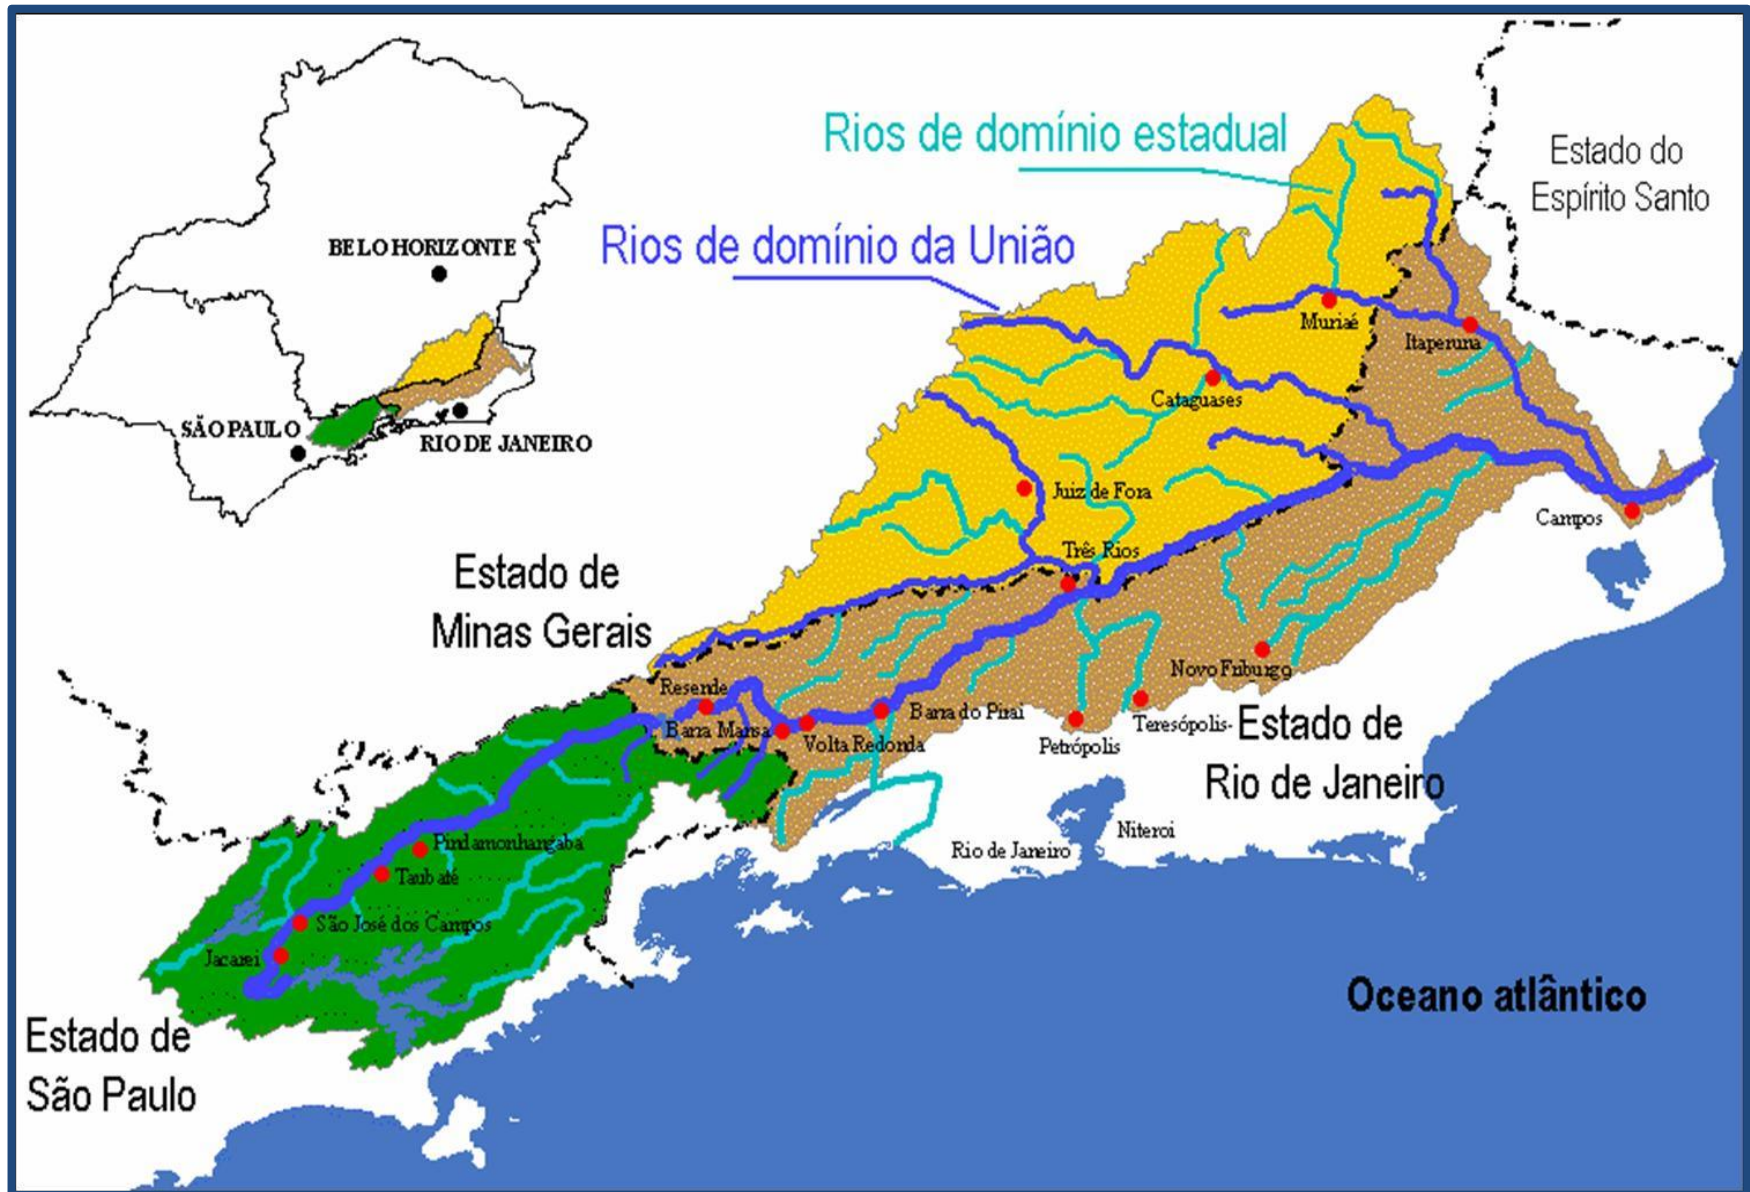 Rios de domínio estadual
Estado do
Espírito Santo
Rios de domínio da União
BELO HORIZONTE
SÃO PAULO
RIO DE JANEIRO
Muriaé
Itaperuna
Cataguases
Juiz de Fora
Campos
Três Rios
Estado de
Minas Gerais
Novo Friburgo
Resende
Barra Mansa
Volta Redonda
Barra do Pirai
Petrópolis
Teresópolis-
Estado de
Rio de Janeiro
Niteroi
Rio de Janeiro
Pindamonhangaba
Taubaté
São José dos Campos
Jacarei
Oceano atlântico
Estado de
São Paulo